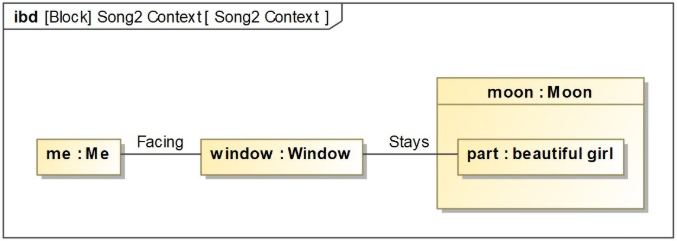 ibd [Block] Song2 Context [ Song2 Context ]
moon : Moon
me : Me
Facing
window : Window
Stays
part : beautiful girl